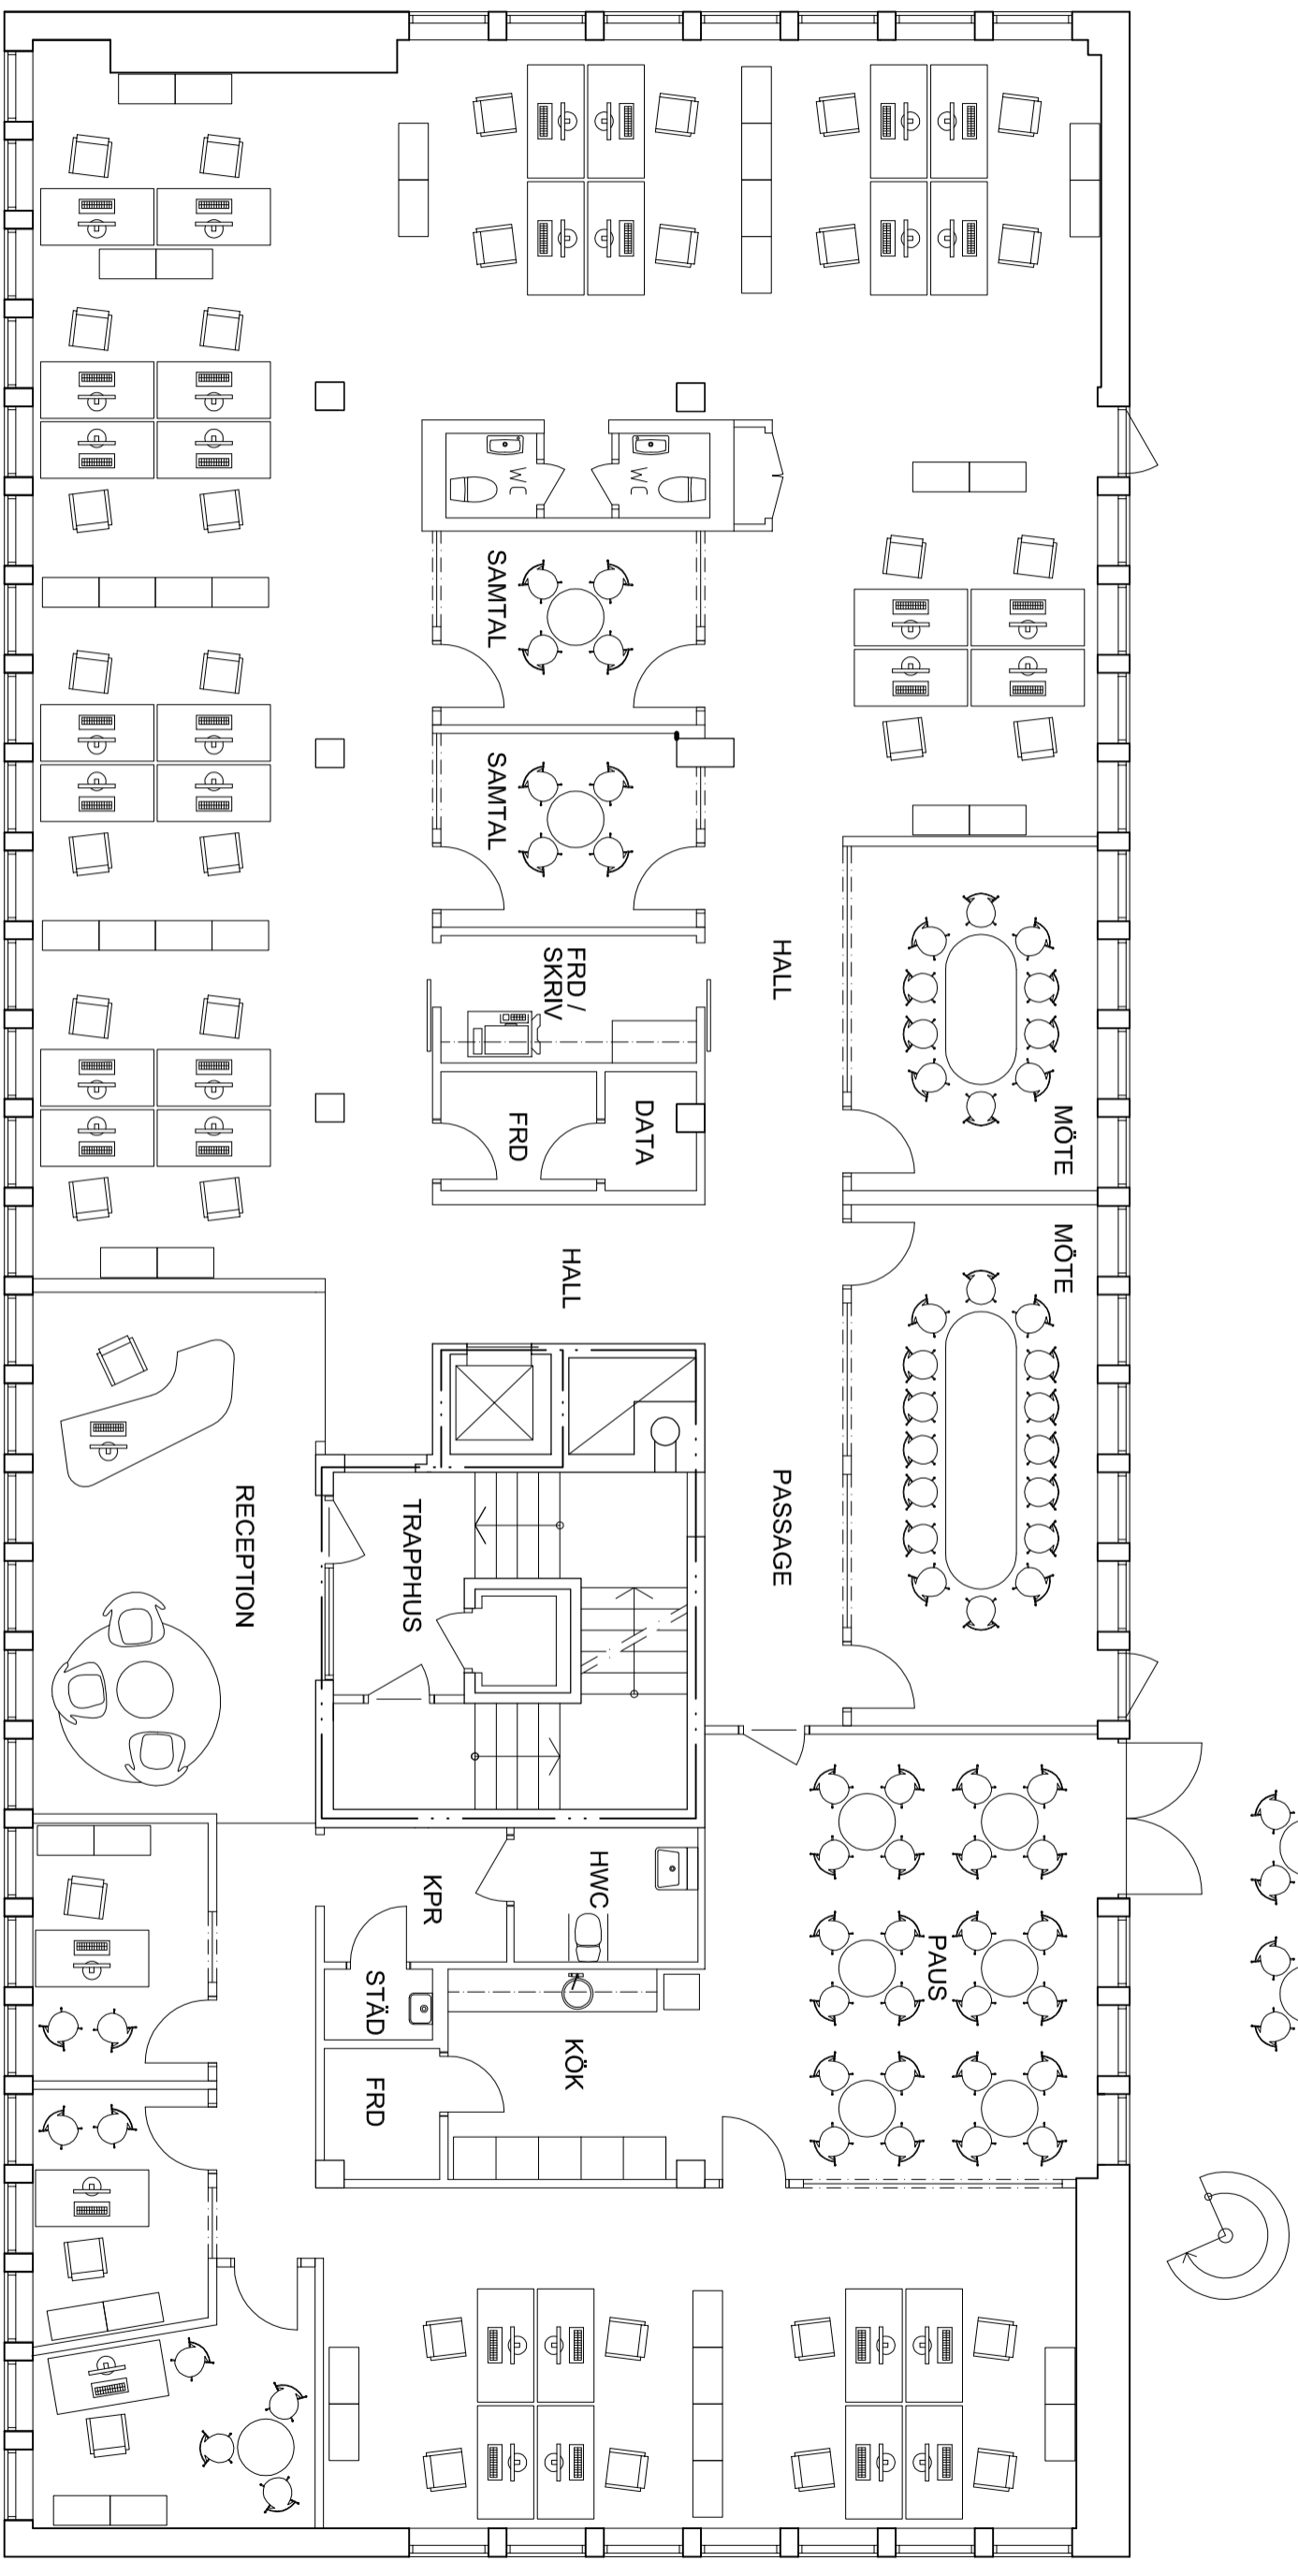 WC
WC
SAMTAL
SAMTAL
FRD /
SKRIV
HALL
FRD
DATA
MÖTE
MÖTE
HALL
PASSAGE
TRAPPHUS
RECEPTION
KPR
HWC
PAUS
STÄD
KÖK
FRD